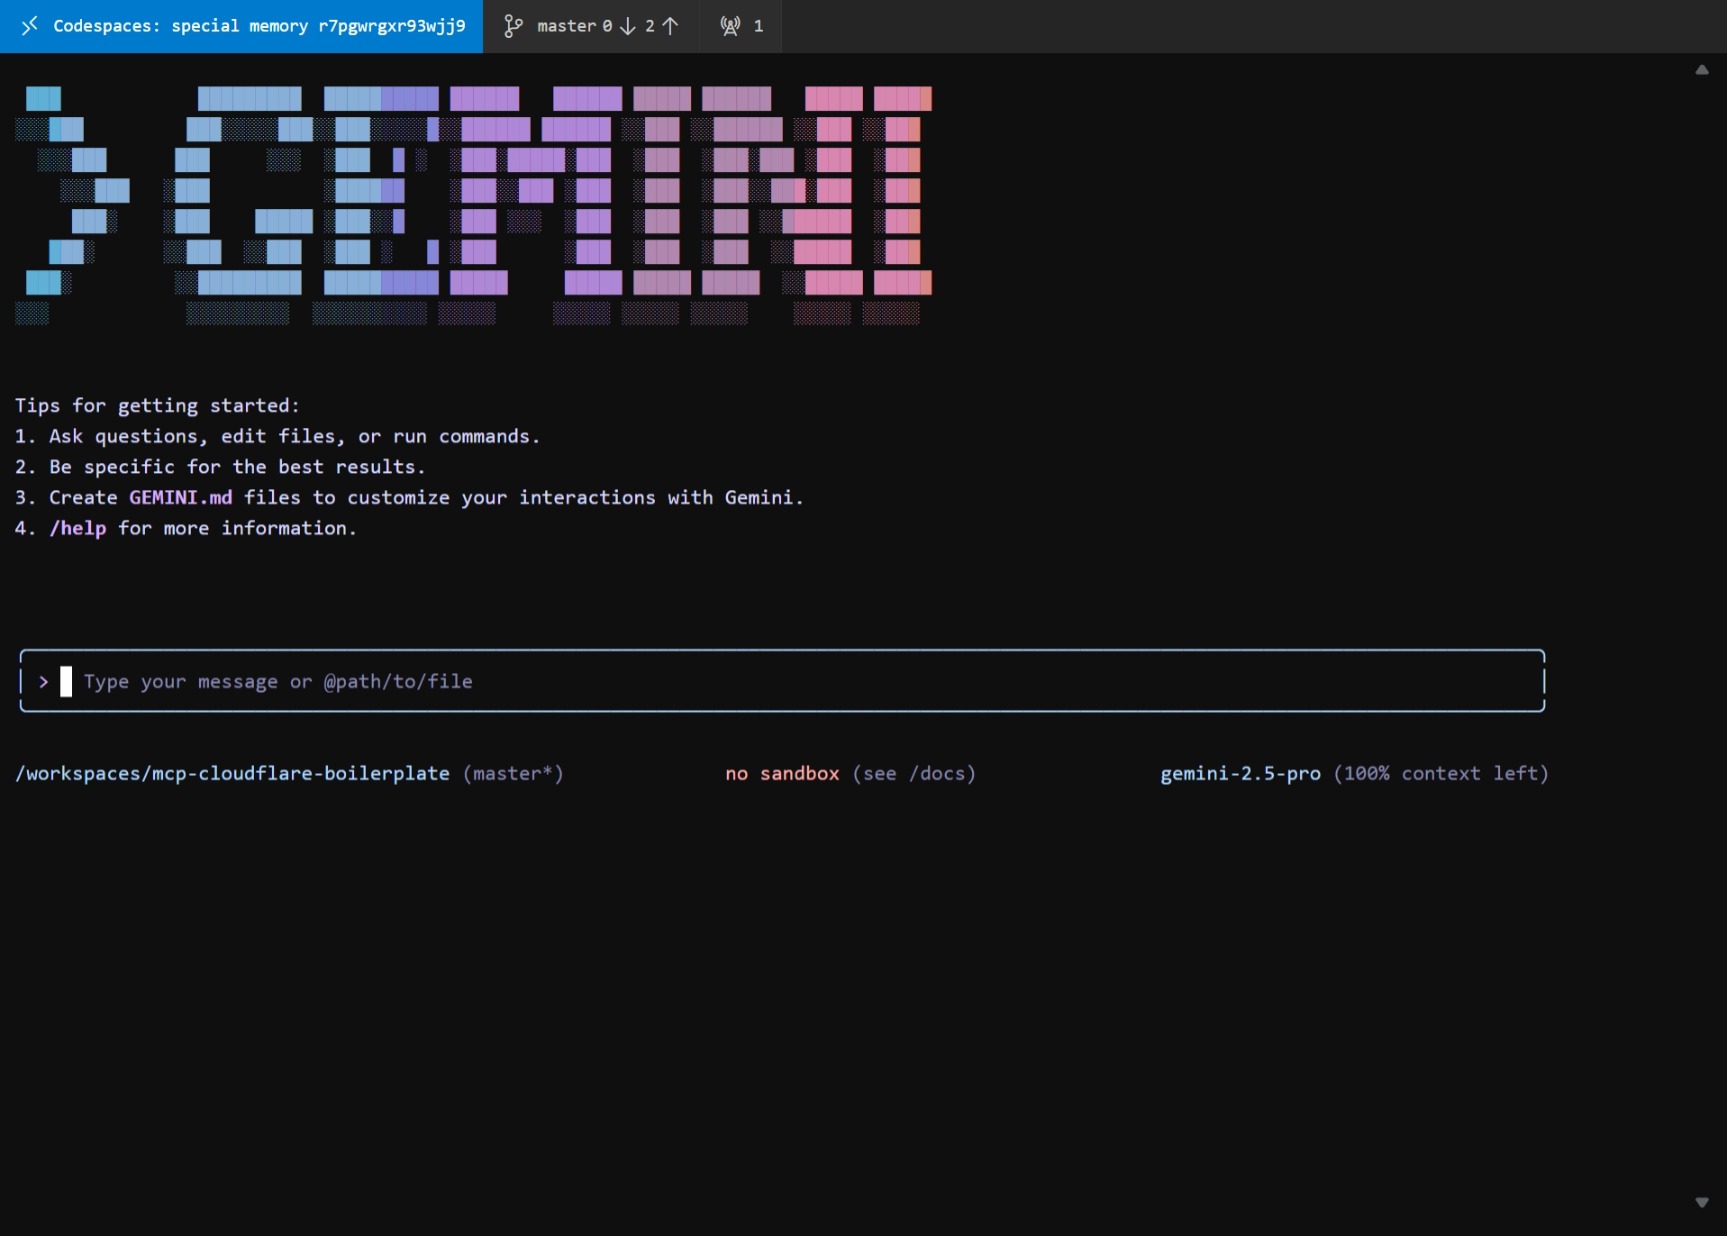 Codespaces: special memory r7pgwrgxr93wjj9 master 0↓ 2↑ 1
> GEMINI
Tips for getting started:
1. Ask questions, edit files, or run commands.
2. Be specific for the best results.
3. Create GEMINI.md files to customize your interactions with Gemini.
4. /help for more information.
> Type your message or @path/to/file
/workspaces/mcp-cloudflare-boilerplate (master*) no sandbox (see /docs) gemini-2.5-pro (100% context left)